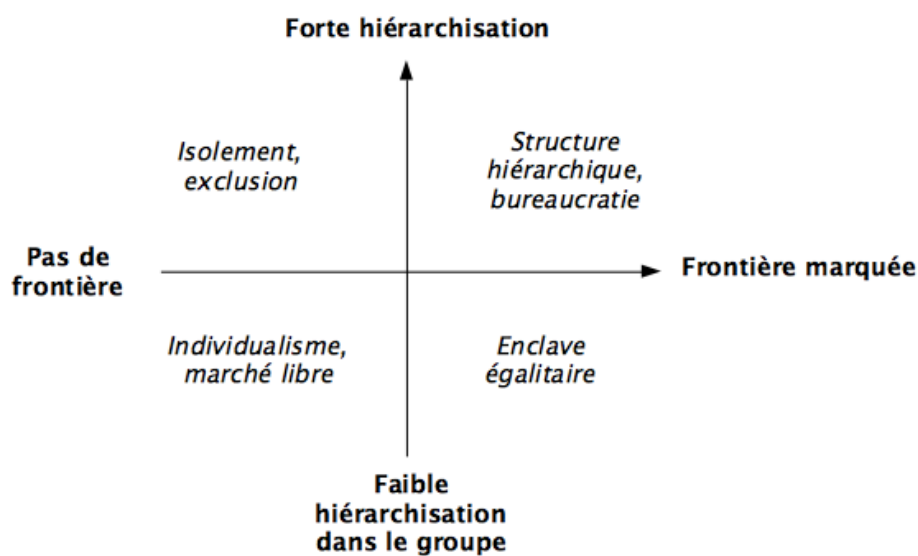 Forte hiérarchisation
Isolement,
exclusion
Structure
hiérarchique,
bureaucratie
Pas de
frontière
Frontière marquée
Individualisme,
marché libre
Enclave
égalitaire
Faible
hiérarchisation
dans le groupe